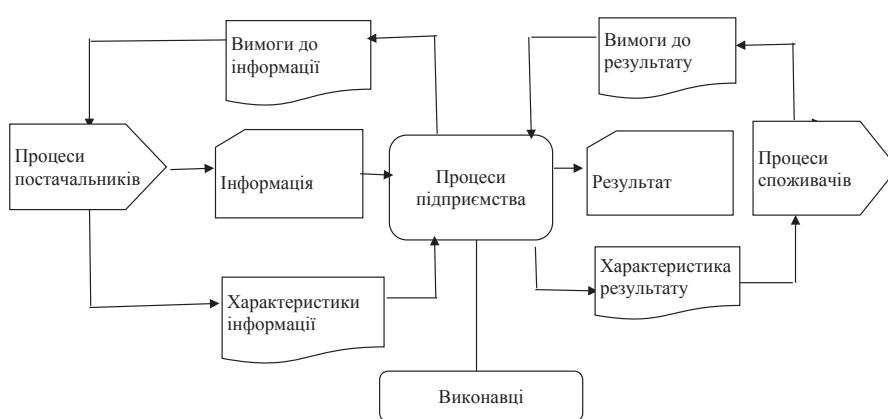 Вимоги до
інформації
Вимоги до
результату
Процеси
постачальників
Інформація
Процеси
підприємства
Результат
Процеси
споживачів
Характеристики
інформації
Характеристика
результату
Виконавці